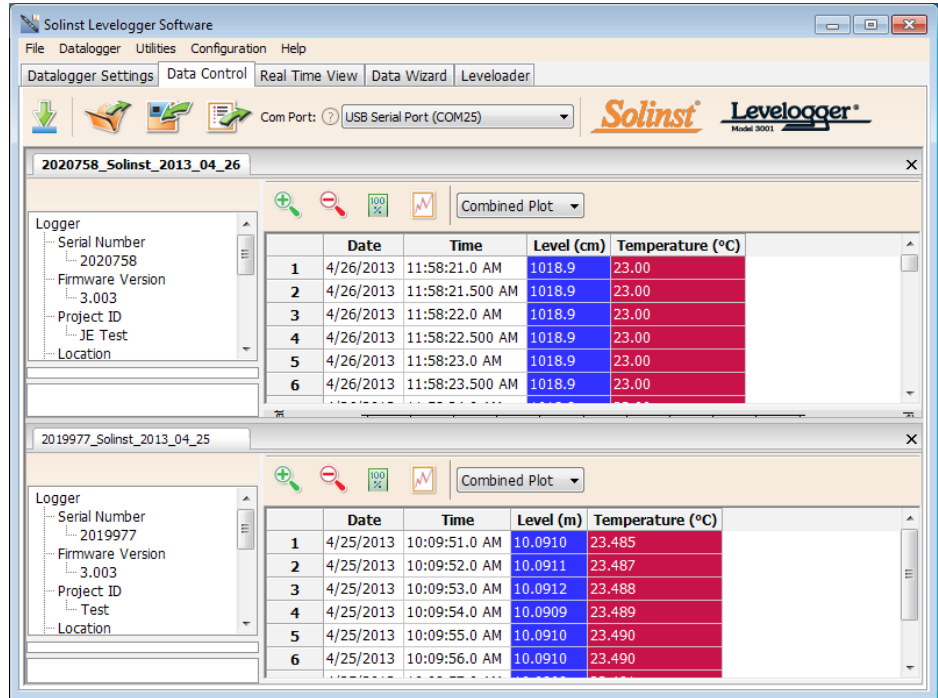 Solinst Levelogger Software
File Datalogger Utilities Configuration Help
Datalogger Settings Data Control Real Time View Data Wizard Leveloader
Com Port: ? USB Serial Port (COM25) Solinst® Levelogger®
Model 3001
2020758_Solinst_2013_04_26
100 % Combined Plot
Logger
Serial Number
2020758
Firmware Version
3.003
Project ID
JE Test
Location
Date Time Level (cm) Temperature (°C)
1 4/26/2013 11:58:21.0 AM 1018.9 23.00
2 4/26/2013 11:58:21.500 AM 1018.9 23.00
3 4/26/2013 11:58:22.0 AM 1018.9 23.00
4 4/26/2013 11:58:22.500 AM 1018.9 23.00
5 4/26/2013 11:58:23.0 AM 1018.9 23.00
6 4/26/2013 11:58:23.500 AM 1018.9 23.00
2019977_Solinst_2013_04_25
100 % Combined Plot
Logger
Serial Number
2019977
Firmware Version
3.003
Project ID
Test
Location
Date Time Level (m) Temperature (°C)
1 4/25/2013 10:09:51.0 AM 10.0910 23.485
2 4/25/2013 10:09:52.0 AM 10.0911 23.487
3 4/25/2013 10:09:53.0 AM 10.0912 23.488
4 4/25/2013 10:09:54.0 AM 10.0909 23.489
5 4/25/2013 10:09:55.0 AM 10.0910 23.490
6 4/25/2013 10:09:56.0 AM 10.0910 23.490